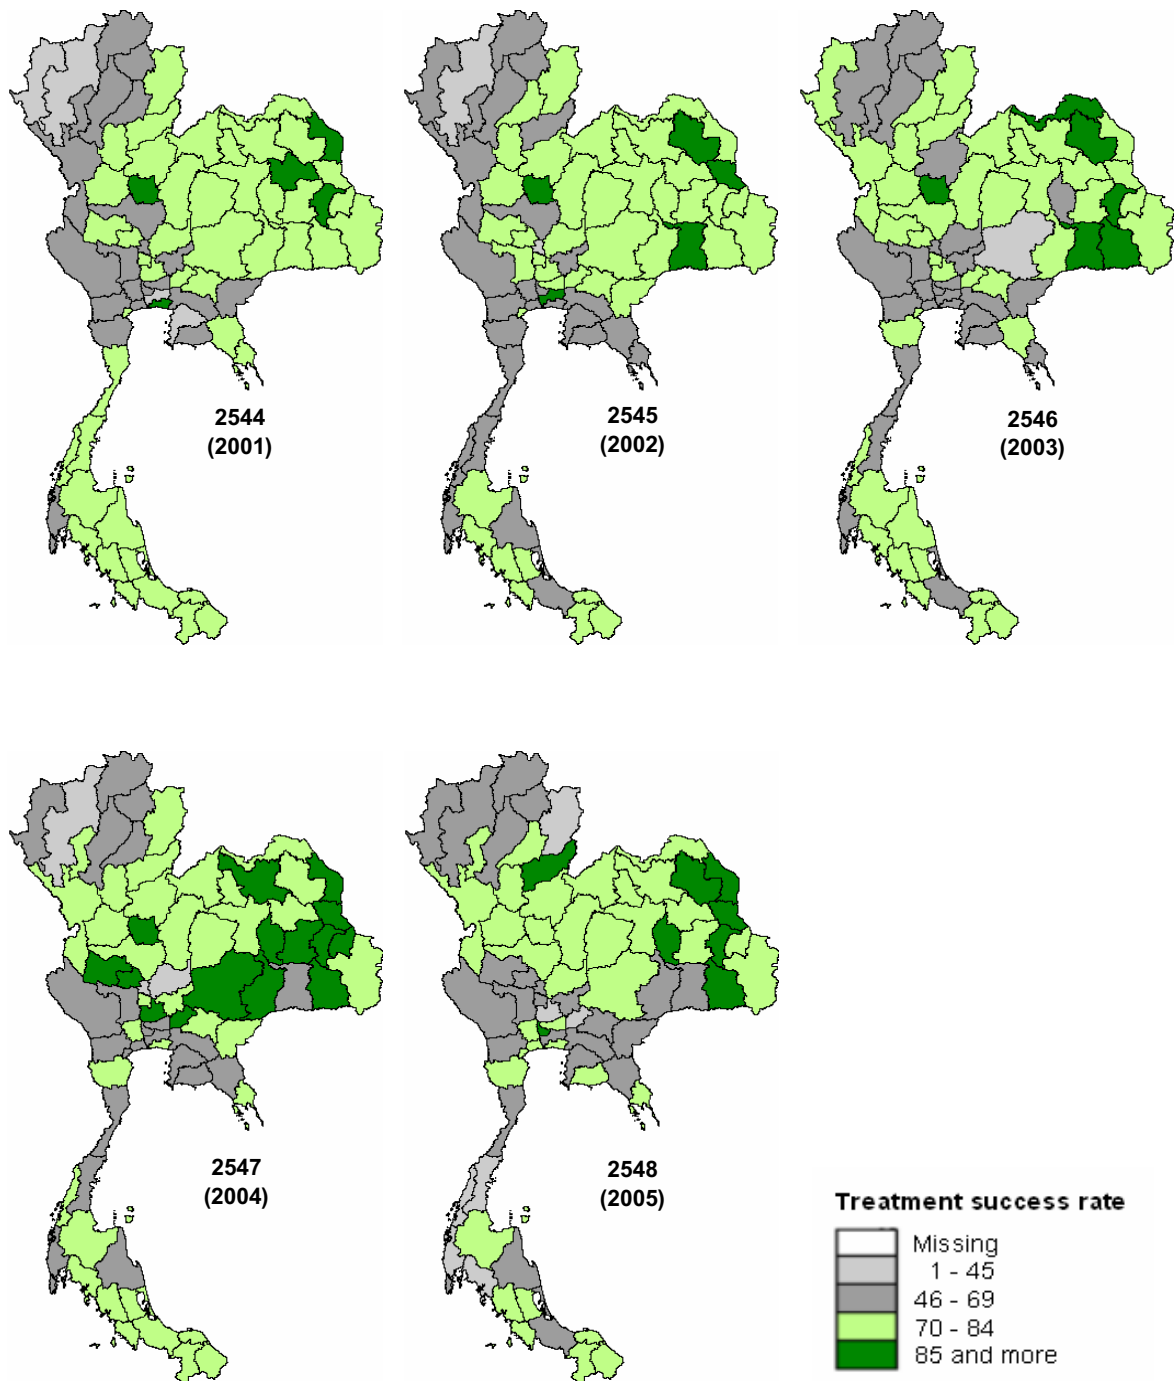 2544
(2001)
2545
(2002)
2546
(2003)
2547
(2004)
2548
(2005)
Treatment success rate
Missing
1 - 45
46 - 69
70 - 84
85 and more